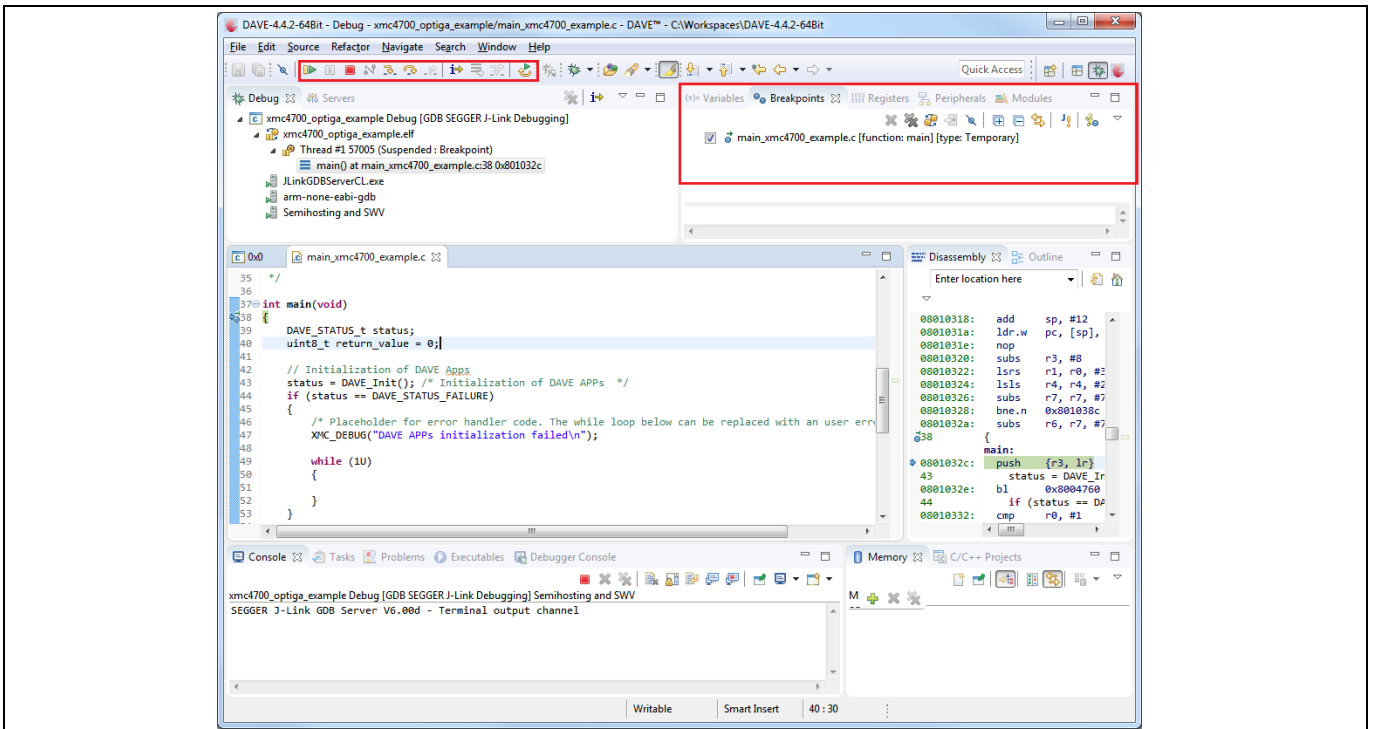 DAVE-4.4.2-64Bit - Debug - xmc4700_optiga_example/main_xmc4700_example.c - DAVE™ - C:\Workspaces\DAVE-4.4.2-64Bit
File Edit Source Refactor Navigate Search Window Help
Quick Access
Debug Servers
xmc4700_optiga_example Debug [GDB SEGGER J-Link Debugging]
xmc4700_optiga_example.elf
Thread #1 57005 (Suspended : Breakpoint)
main() at main_xmc4700_example.c:38 0x801032c
JLinkGDBServerCL.exe
arm-none-eabi-gdb
Semihosting and SWV
(x)= Variables Breakpoints Registers Peripherals Modules
main_xmc4700_example.c [function: main] [type: Temporary]
0x0 main_xmc4700_example.c
35 */
36
37 int main(void)
38 {
39 DAVE_STATUS_t status;
40 uint8_t return_value = 0;
41
42 // Initialization of DAVE Apps
43 status = DAVE_Init(); /* Initialization of DAVE APPs */
44 if (status == DAVE_STATUS_FAILURE)
45 {
46 /* Placeholder for error handler code. The while loop below can be replaced with an user erro
47 XMC_DEBUG("DAVE APPs initialization failed\n");
48
49 while (1U)
50 {
51
52 }
53 }
Disassembly Outline
Enter location here
08010318: add sp, #12
0801031a: ldr.w pc, [sp],
0801031e: nop
08010320: subs r3, #8
08010322: lsrs r1, r0, #3
08010324: lsls r4, r4, #2
08010326: subs r7, r7, #7
08010328: bne.n 0x801038c
0801032a: subs r6, r7, #7
38 {
main:
0801032c: push {r3, lr}
43 status = DAVE_In
0801032e: bl 0x8004760
44 if (status == DA
08010332: cmp r0, #1
Console Tasks Problems Executables Debugger Console
xmc4700_optiga_example Debug [GDB SEGGER J-Link Debugging] Semihosting and SWV
SEGGER J-Link GDB Server V6.00d - Terminal output channel
Memory C/C++ Projects
M
Writable Smart Insert 40 : 30